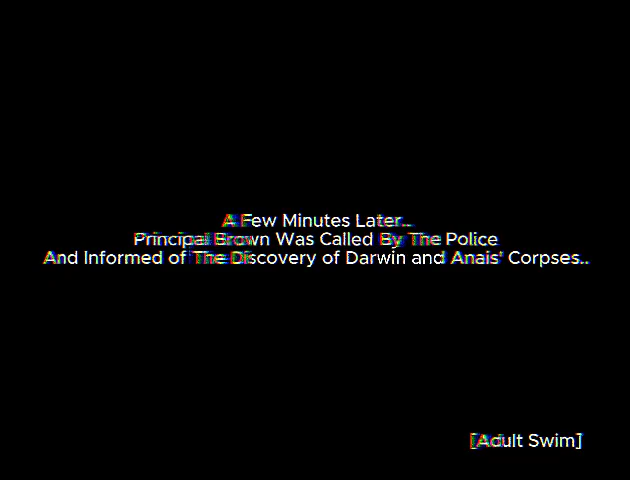 A Few Minutes Later..
Principal Brown Was Called By The Police
And Informed of The Discovery of Darwin and Anais' Corpses..
[Adult Swim]